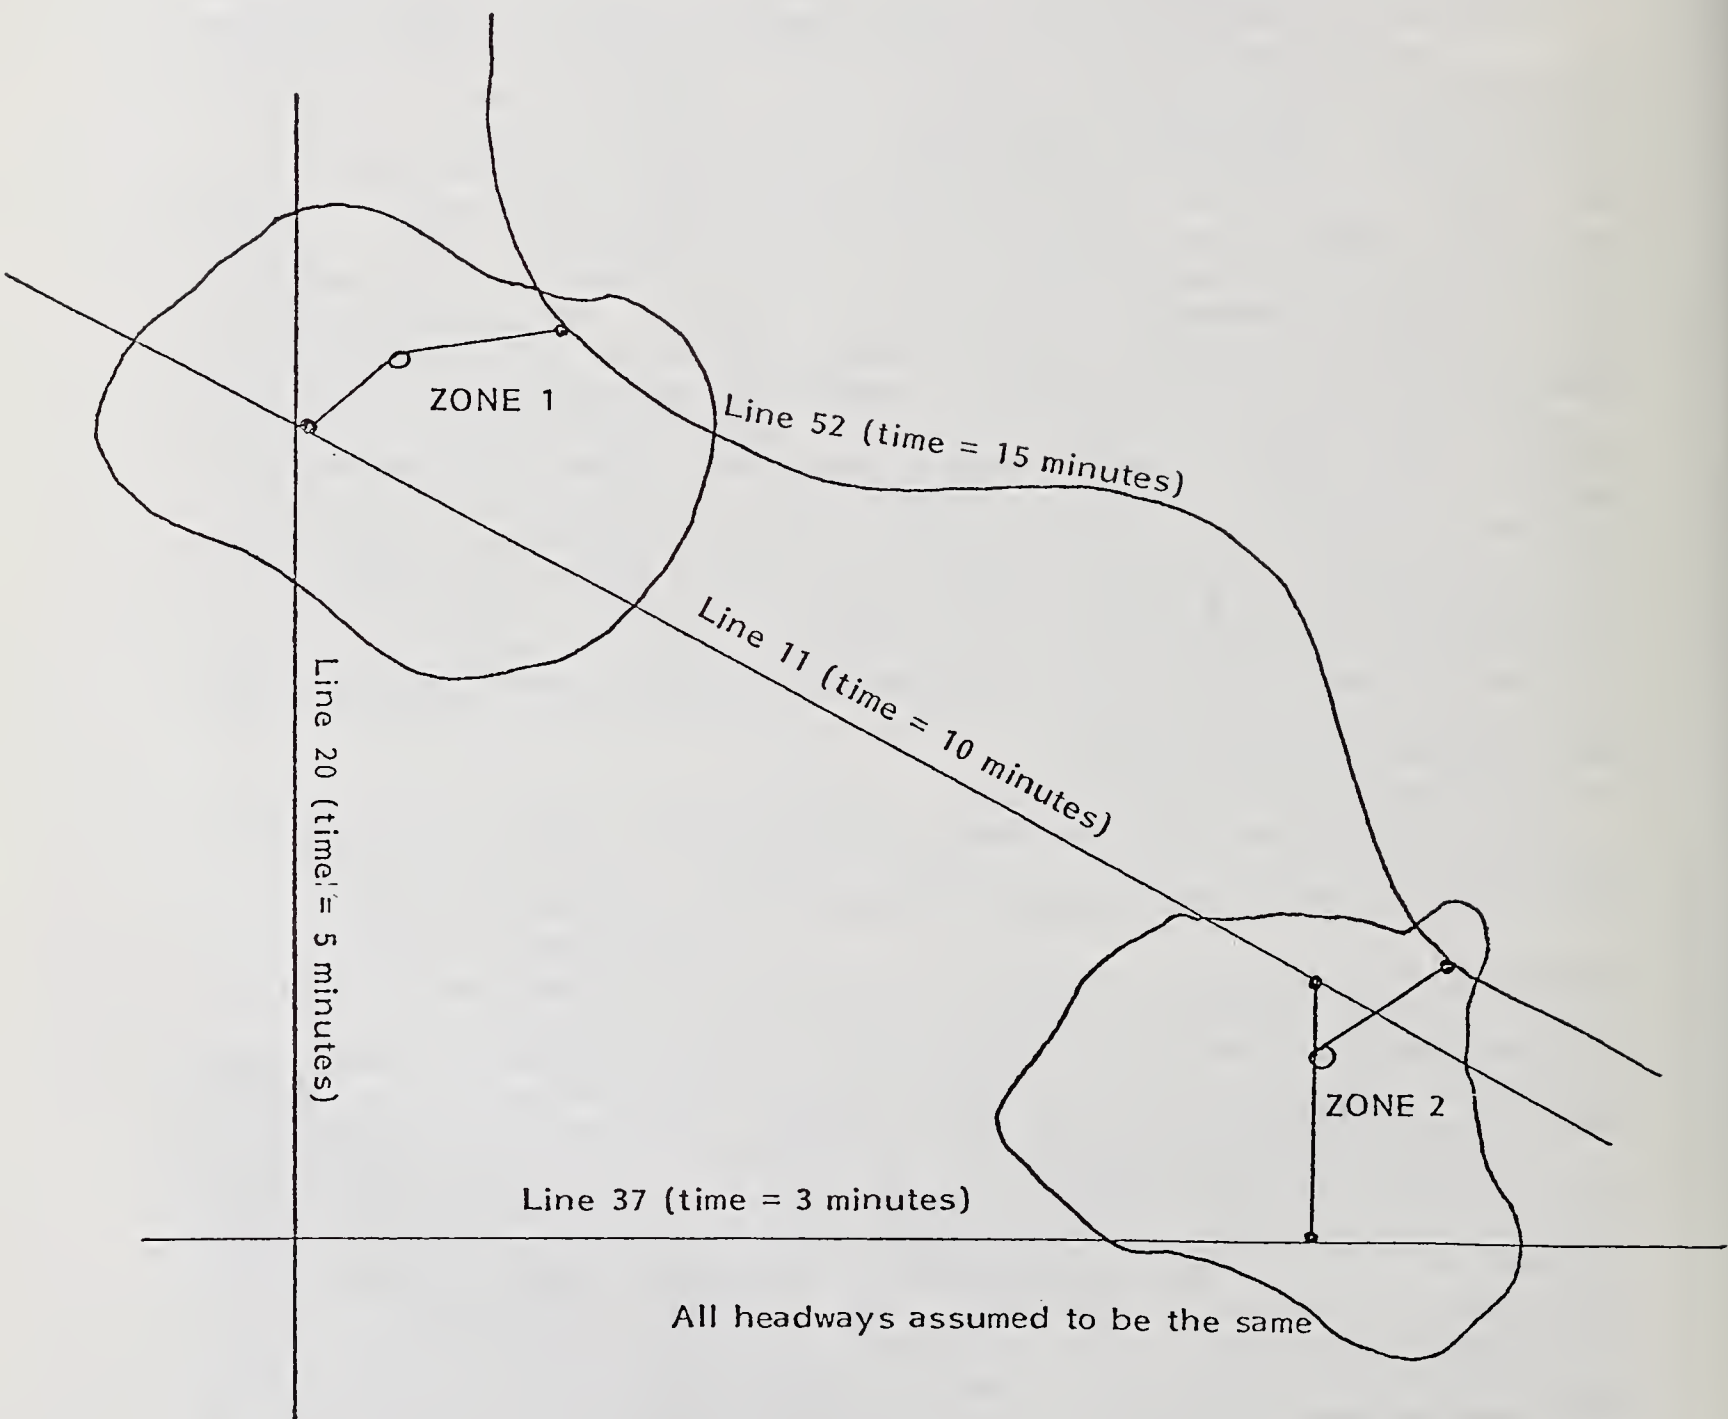 ZONE 1
Line 52 (time = 15 minutes)
Line 11 (time = 10 minutes)
Line 20 (time = 5 minutes)
ZONE 2
Line 37 (time = 3 minutes)
All headways assumed to be the same